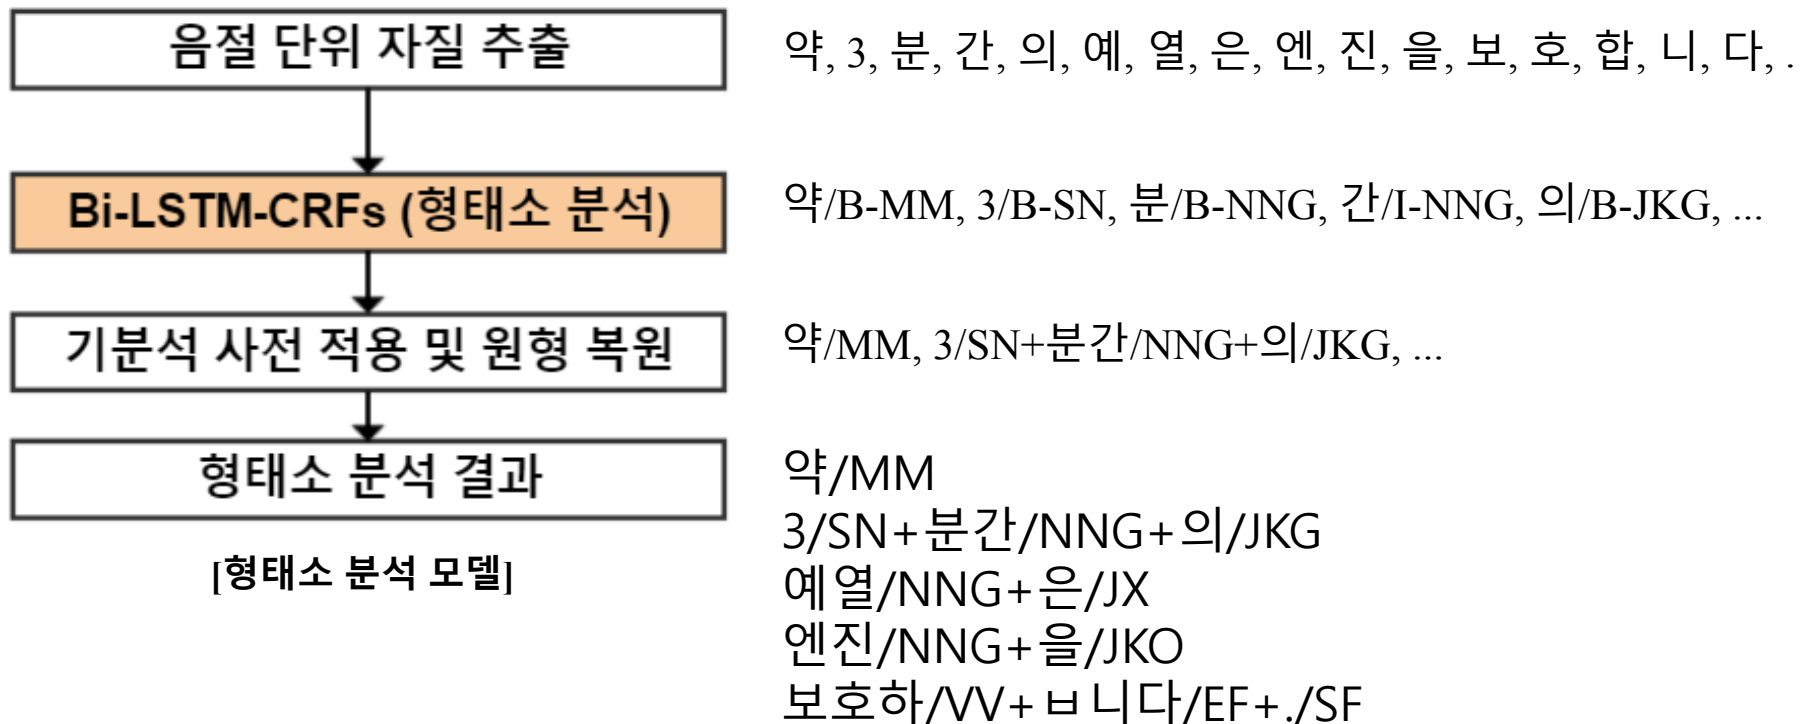 음절 단위 자질 추출
약, 3, 분, 간, 의, 예, 열, 은, 엔, 진, 을, 보, 호, 합, 니, 다, .
Bi-LSTM-CRFs (형태소 분석)
약/B-MM, 3/B-SN, 분/B-NNG, 간/I-NNG, 의/B-JKG, ...
기분석 사전 적용 및 원형 복원
약/MM, 3/SN+분간/NNG+의/JKG, ...
형태소 분석 결과
약/MM
3/SN+분간/NNG+의/JKG
예열/NNG+은/JX
엔진/NNG+을/JKO
보호하/VV+ㅂ니다/EF+./SF
[형태소 분석 모델]